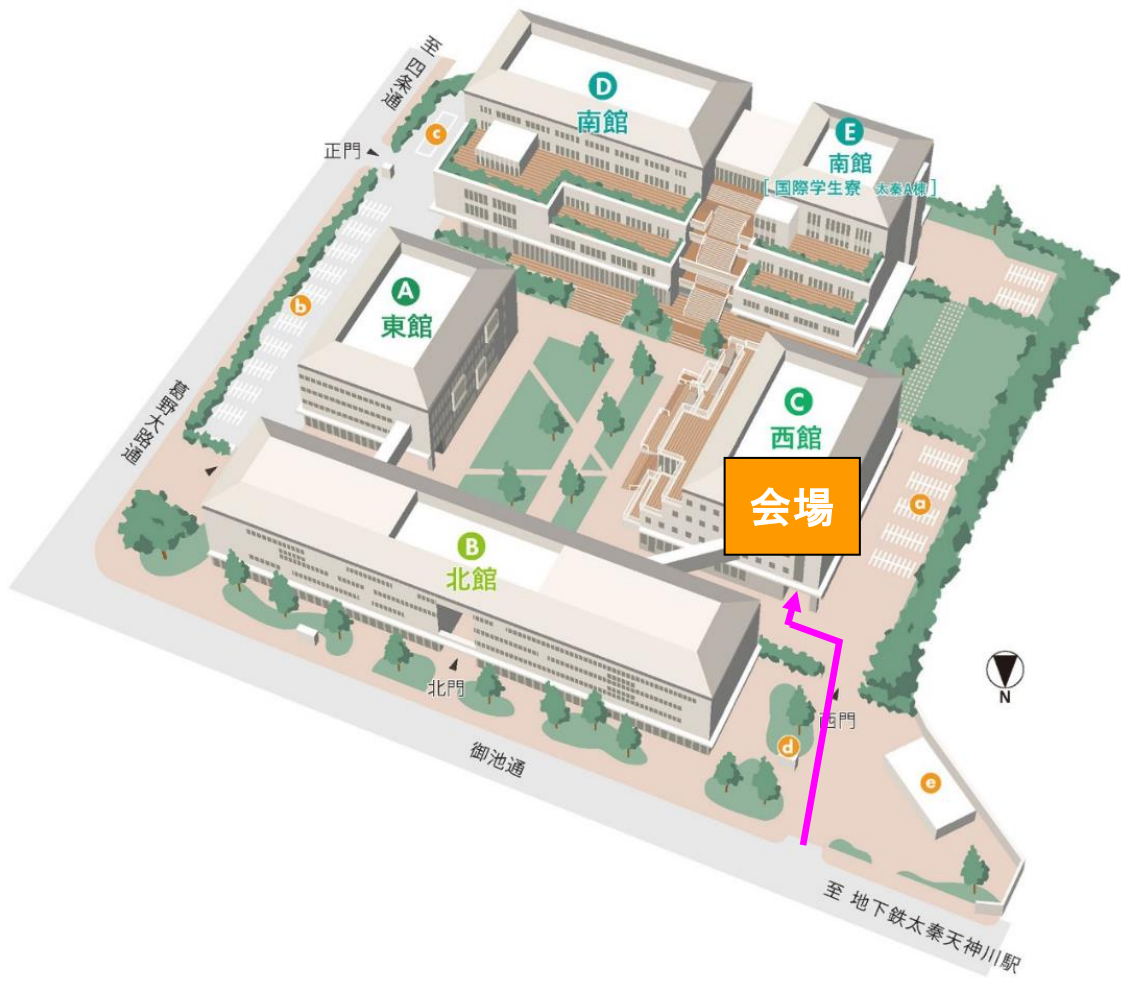 至 四条通
D
南館
E
南館
[ 国際学生寮 太秦A棟 ]
正門
c
b
A
東館
葛野大路通
C
西館
会場
a
B
北館
北門
御池通
西門
d
e
N
至 地下鉄太秦天神川駅